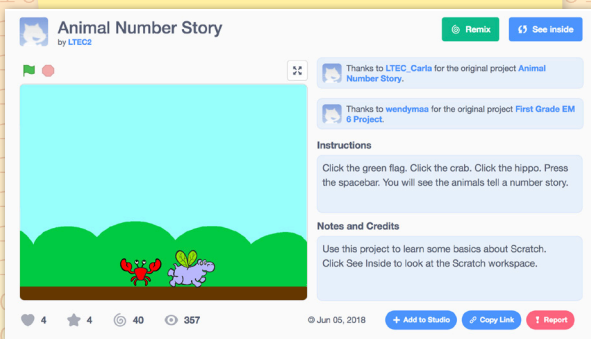 Animal Number Story
by LTEC2
Remix
See inside
Thanks to LTEC_Carla for the original project Animal
Number Story.
Thanks to wendymaa for the original project First Grade EM
6 Project.
Instructions
Click the green flag. Click the crab. Click the hippo. Press
the spacebar. You will see the animals tell a number story.
Notes and Credits
Use this project to learn some basics about Scratch.
Click See Inside to look at the Scratch workspace.
4
4
40
357
© Jun 05, 2018
+ Add to Studio
Copy Link
Report